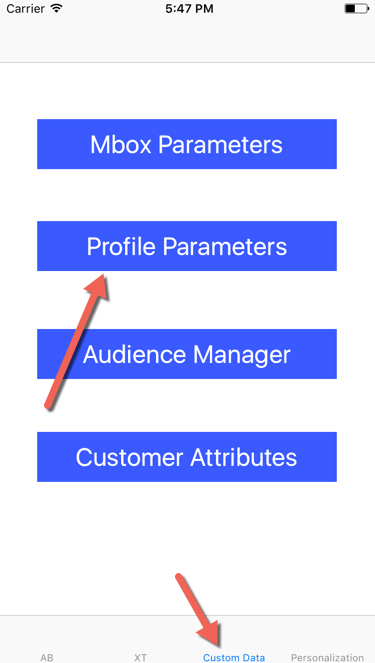 Carrier 5:47 PM
Mbox Parameters
Profile Parameters
Audience Manager
Customer Attributes
AB XT Custom Data Personalization